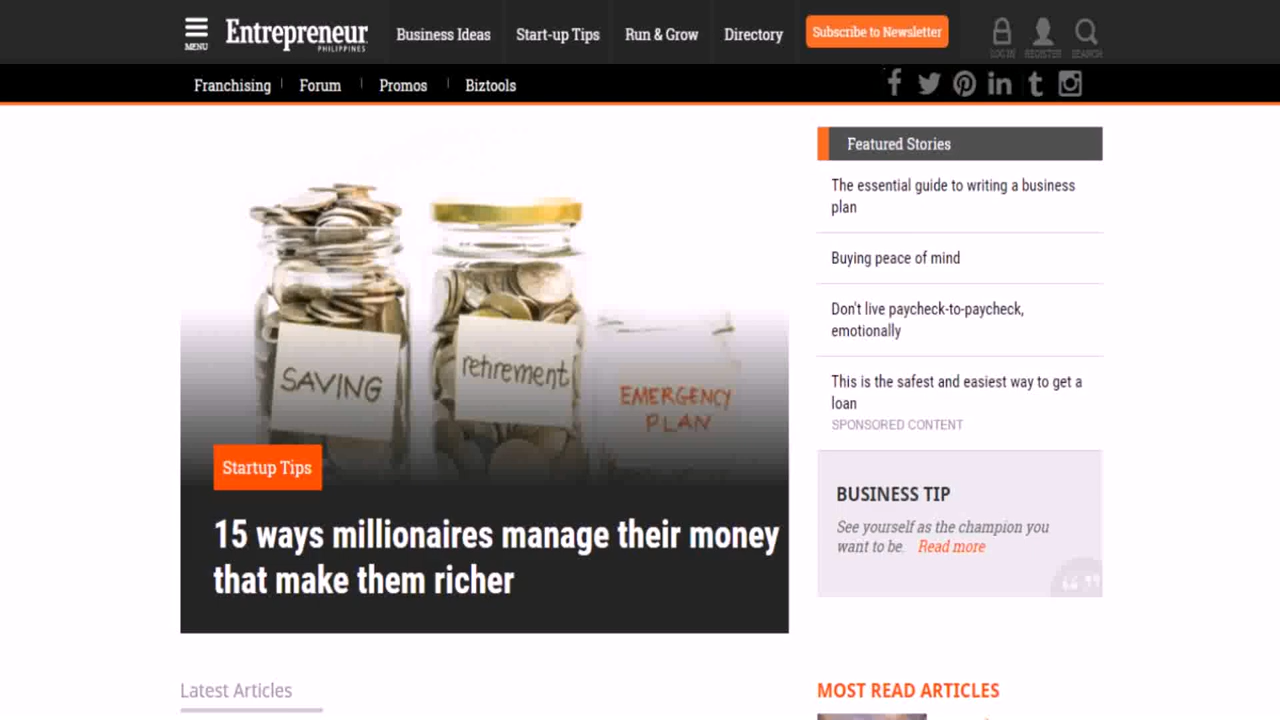 MENU
Entrepreneur
PHILIPPINES
Business Ideas
Start-up Tips
Run & Grow
Directory
Subscribe to Newsletter
LOG IN
REGISTER
SEARCH
Franchising
Forum
Promos
Biztools
SAVING
retirement
EMERGENCY
PLAN
Startup Tips
15 ways millionaires manage their money
that make them richer
Featured Stories
The essential guide to writing a business
plan
Buying peace of mind
Don't live paycheck-to-paycheck,
emotionally
This is the safest and easiest way to get a
loan
SPONSORED CONTENT
BUSINESS TIP
See yourself as the champion you
want to be. Read more
Latest Articles
MOST READ ARTICLES